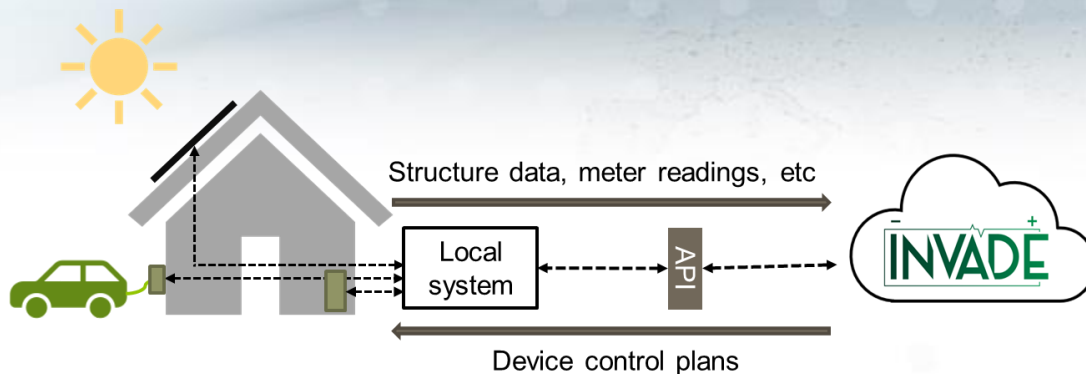 Structure data, meter readings, etc
Local
system
API
INVADE
Device control plans